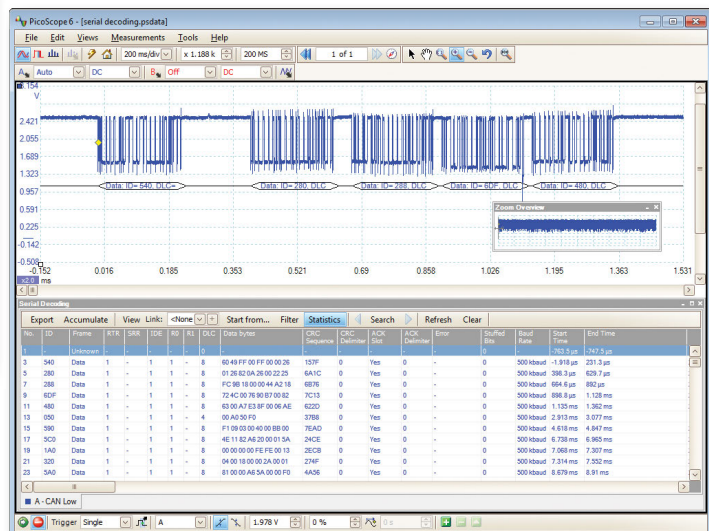 PicoScope 6 - [serial decoding.psdata]
File Edit Views Measurements Tools Help
200 ms/div x 1.188 k 200 MS 1 of 1
A Auto DC B Off DC
3.154
V
2.421
2.055
1.689
1.323
0.957
0.591
0.225
-0.142
-0.508
Data: ID= 540, DLC= Data: ID= 280, DLC Data: ID= 288, DLC Data: ID= 6DF, DLC Data: ID= 480, DLC
Zoom Overview
-0.152 0.016 0.185 0.353 0.521 0.69 0.858 1.026 1.195 1.363 1.531
x2.0 ms
Serial Decoding
Export Accumulate View Link: <None Start from... Filter Statistics Search Refresh Clear
No. ID Frame RTR SRR IDE R0 R1 DLC Data bytes CRC Sequence CRC Delimiter ACK Slot ACK Delimiter Error Stuffed Bits Baud Rate Start Time End Time
1 - Unknown - - - - - 0 - - - - - - 0 - -763.5 µs -747.5 µs
3 540 Data 1 - 1 1 - 8 60 49 FF 00 FF 00 00 26 157F 0 Yes 0 0 500 kbaud -1.918 µs 231.3 µs
5 280 Data 1 - 1 1 - 8 01 26 82 0A 26 00 22 25 6A1C 0 Yes 0 0 500 kbaud 398.3 µs 629.7 µs
7 288 Data 1 - 1 1 - 8 FC 9B 18 00 00 44 A2 18 6B76 0 Yes 0 0 500 kbaud 664.6 µs 892 µs
9 6DF Data 1 - 1 1 - 8 72 4C 00 76 90 B7 00 82 7C13 0 Yes 0 0 500 kbaud 898.8 µs 1.128 ms
11 480 Data 1 - 1 1 - 8 63 00 A7 E3 8F 00 06 AE 622D 0 Yes 0 0 500 kbaud 1.135 ms 1.362 ms
13 050 Data 1 - 1 1 - 4 00 A0 50 F0 37B8 0 Yes 0 0 500 kbaud 2.913 ms 3.077 ms
15 590 Data 1 - 1 1 - 8 F1 09 03 00 40 00 BB 00 7EAD 0 Yes 0 0 500 kbaud 4.618 ms 4.847 ms
17 5C0 Data 1 - 1 1 - 8 4E 11 82 A6 20 00 01 5A 24CE 0 Yes 0 0 500 kbaud 6.738 ms 6.965 ms
19 1A0 Data 1 - 1 1 - 8 00 00 00 00 FE FE 00 13 2ECB 0 Yes 0 0 500 kbaud 7.068 ms 7.307 ms
21 320 Data 1 - 1 1 - 8 04 00 18 00 00 2A 00 01 274F 0 Yes 0 0 500 kbaud 7.314 ms 7.552 ms
23 5A0 Data 1 - 1 1 - 8 81 00 00 A6 5A 00 00 F0 4A56 0 Yes 0 0 500 kbaud 8.679 ms 8.91 ms
A - CAN Low
Trigger Single A 1.978 V 0 % 0 s